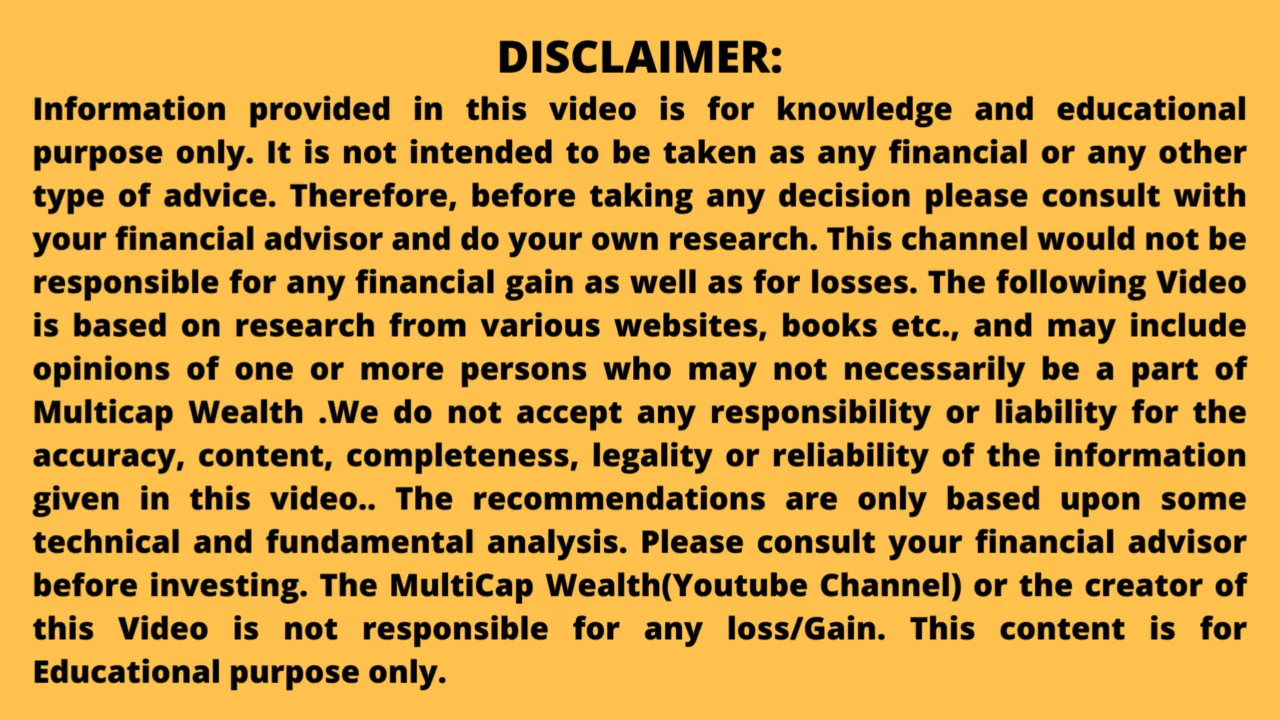 DISCLAIMER:
Information provided in this video is for knowledge and educational
purpose only. It is not intended to be taken as any financial or any other
type of advice. Therefore, before taking any decision please consult with
your financial advisor and do your own research. This channel would not be
responsible for any financial gain as well as for losses. The following Video
is based on research from various websites, books etc., and may include
opinions of one or more persons who may not necessarily be a part of
Multicap Wealth .We do not accept any responsibility or liability for the
accuracy, content, completeness, legality or reliability of the information
given in this video.. The recommendations are only based upon some
technical and fundamental analysis. Please consult your financial advisor
before investing. The MultiCap Wealth(Youtube Channel) or the creator of
this Video is not responsible for any loss/Gain. This content is for
Educational purpose only.